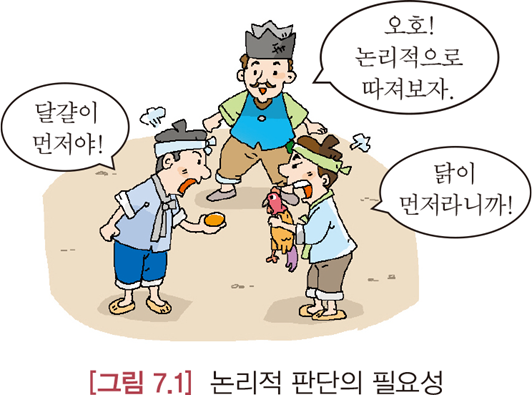 오호!
논리적으로
따져보자.
달걀이
먼저야!
닭이
먼저라니까!
[그림 7.1] 논리적 판단의 필요성